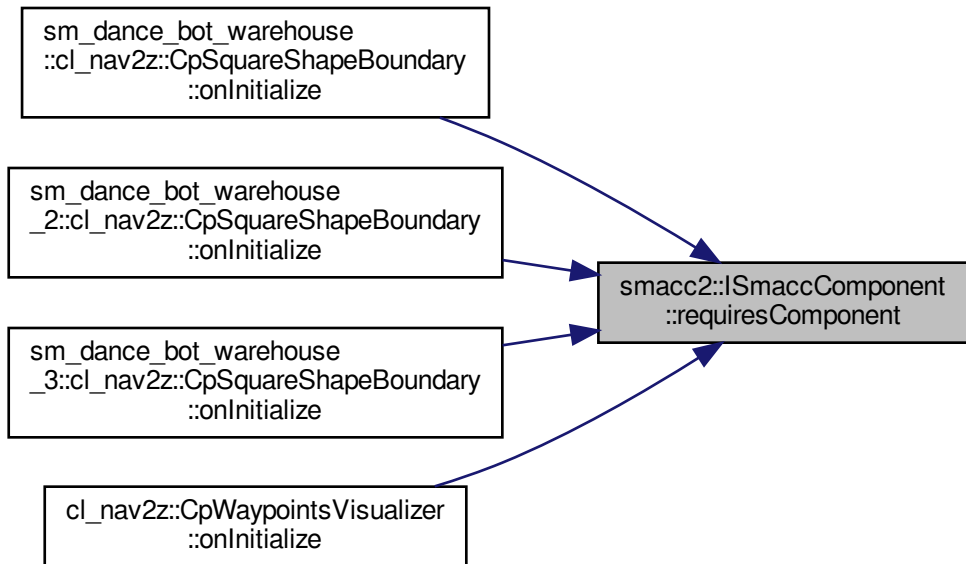 sm_dance_bot_warehouse
::cl_nav2z::CpSquareShapeBoundary
::onInitialize
sm_dance_bot_warehouse
_2::cl_nav2z::CpSquareShapeBoundary
::onInitialize
smacc2::ISmaccComponent
::requiresComponent
sm_dance_bot_warehouse
_3::cl_nav2z::CpSquareShapeBoundary
::onInitialize
cl_nav2z::CpWaypointsVisualizer
::onInitialize